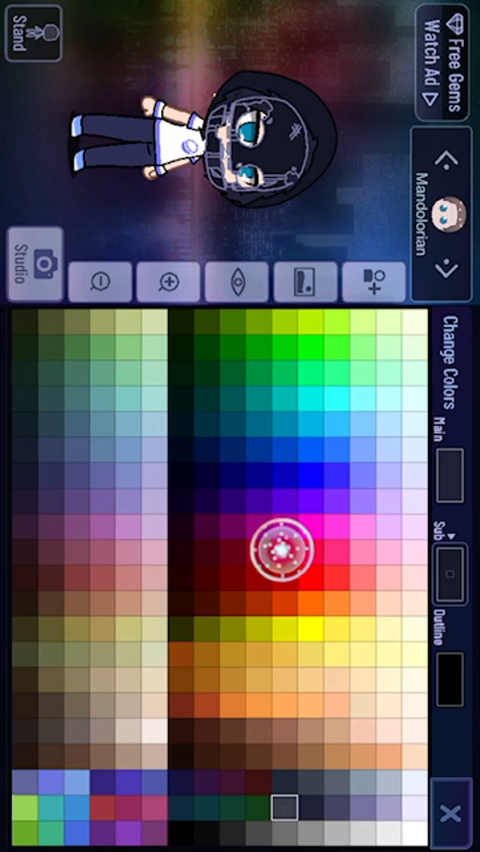 Free Gems
Watch Ad
Mandolorian
Stand
Studio
Change Colors
Main
Sub
Outline
X